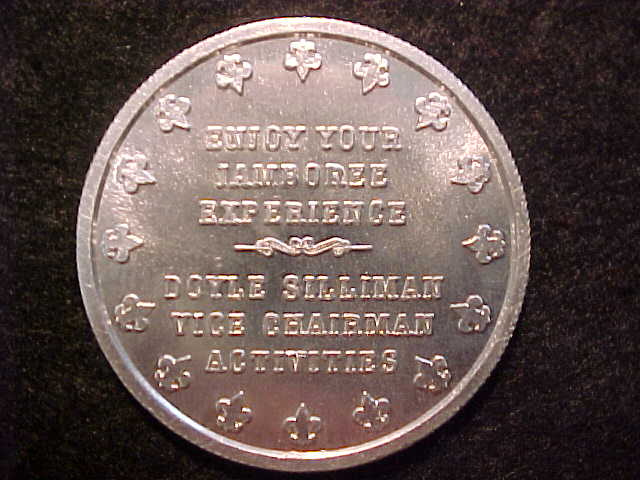 ENJOY YOUR
JAMBOREE
EXPERIENCE
DOYLE SILLIMAN
VICE CHAIRMAN
ACTIVITIES